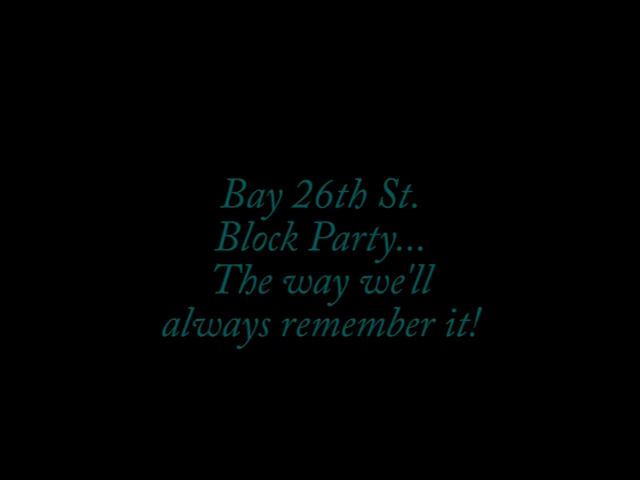 Bay 26th St.
Block Party...
The way we'll
always remember it!